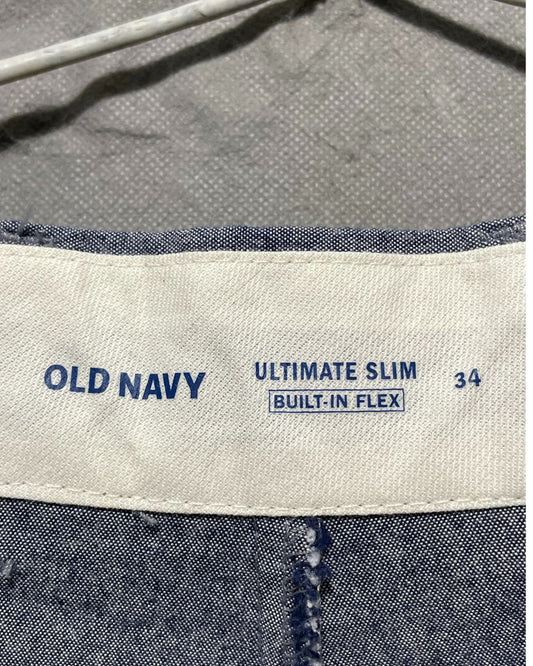 OLD NAVY
ULTIMATE SLIM
BUILT-IN FLEX
34